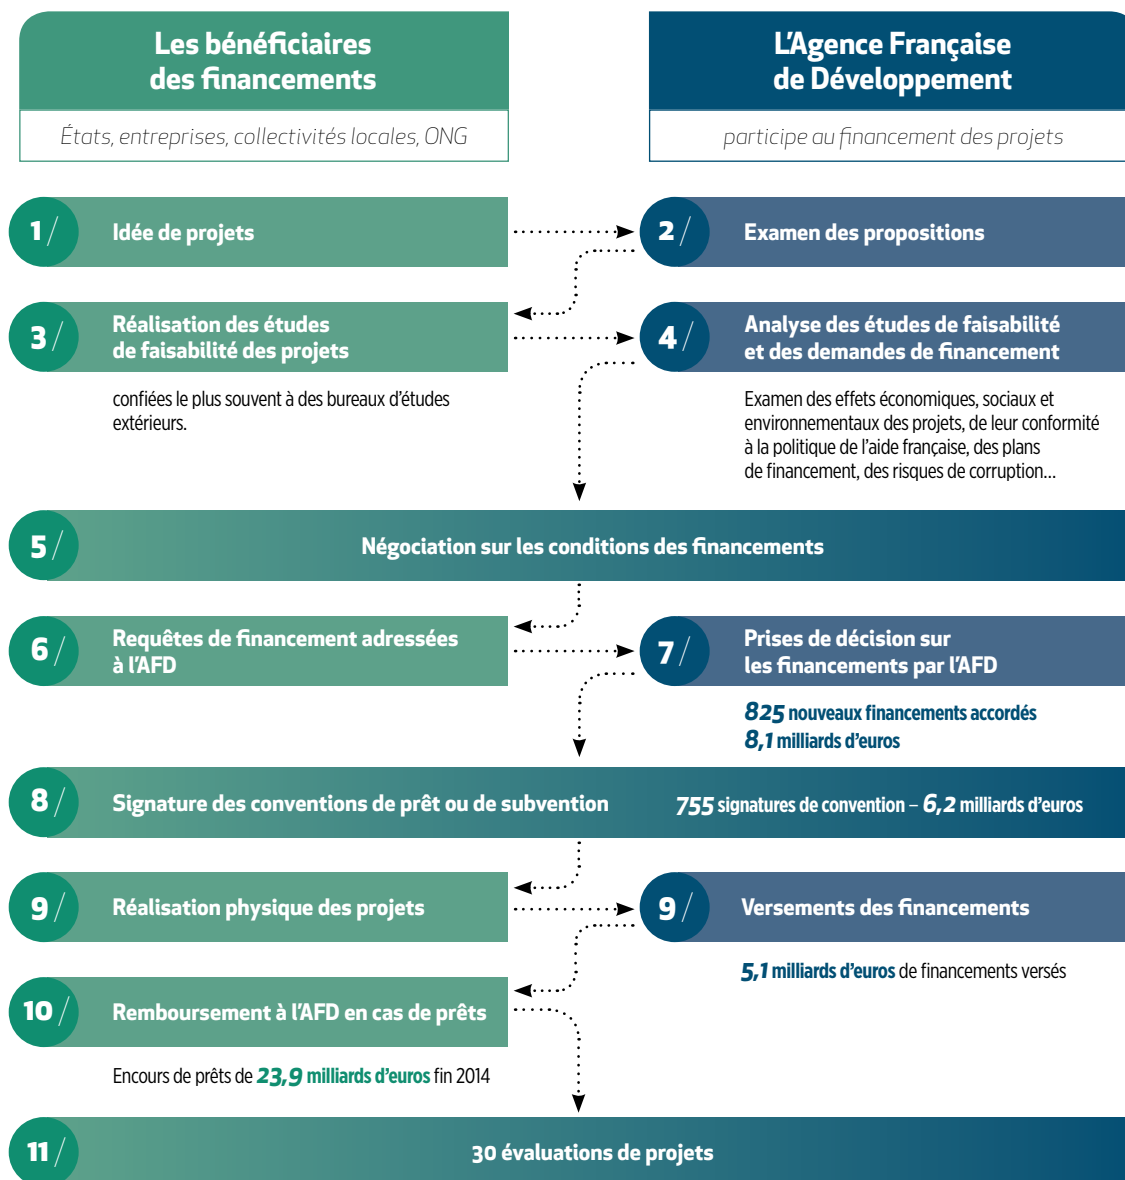 Les bénéficiaires
des financements
États, entreprises, collectivités locales, ONG
L'Agence Française
de Développement
participe au financement des projets
1/ Idée de projets
2/ Examen des propositions
3/ Réalisation des études
de faisabilité des projets
confiées le plus souvent à des bureaux d'études
extérieurs.
4/ Analyse des études de faisabilité
et des demandes de financement
Examen des effets économiques, sociaux et
environnementaux des projets, de leur conformité
à la politique de l'aide française, des plans
de financement, des risques de corruption...
5/ Négociation sur les conditions des financements
6/ Requêtes de financement adressées
à l'AFD
7/ Prises de décision sur
les financements par l'AFD
825 nouveaux financements accordés
8,1 milliards d'euros
8/ Signature des conventions de prêt ou de subvention 755 signatures de convention – 6,2 milliards d'euros
9/ Réalisation physique des projets
9/ Versements des financements
5,1 milliards d'euros de financements versés
10/ Remboursement à l'AFD en cas de prêts
Encours de prêts de 23,9 milliards d'euros fin 2014
11/ 30 évaluations de projets